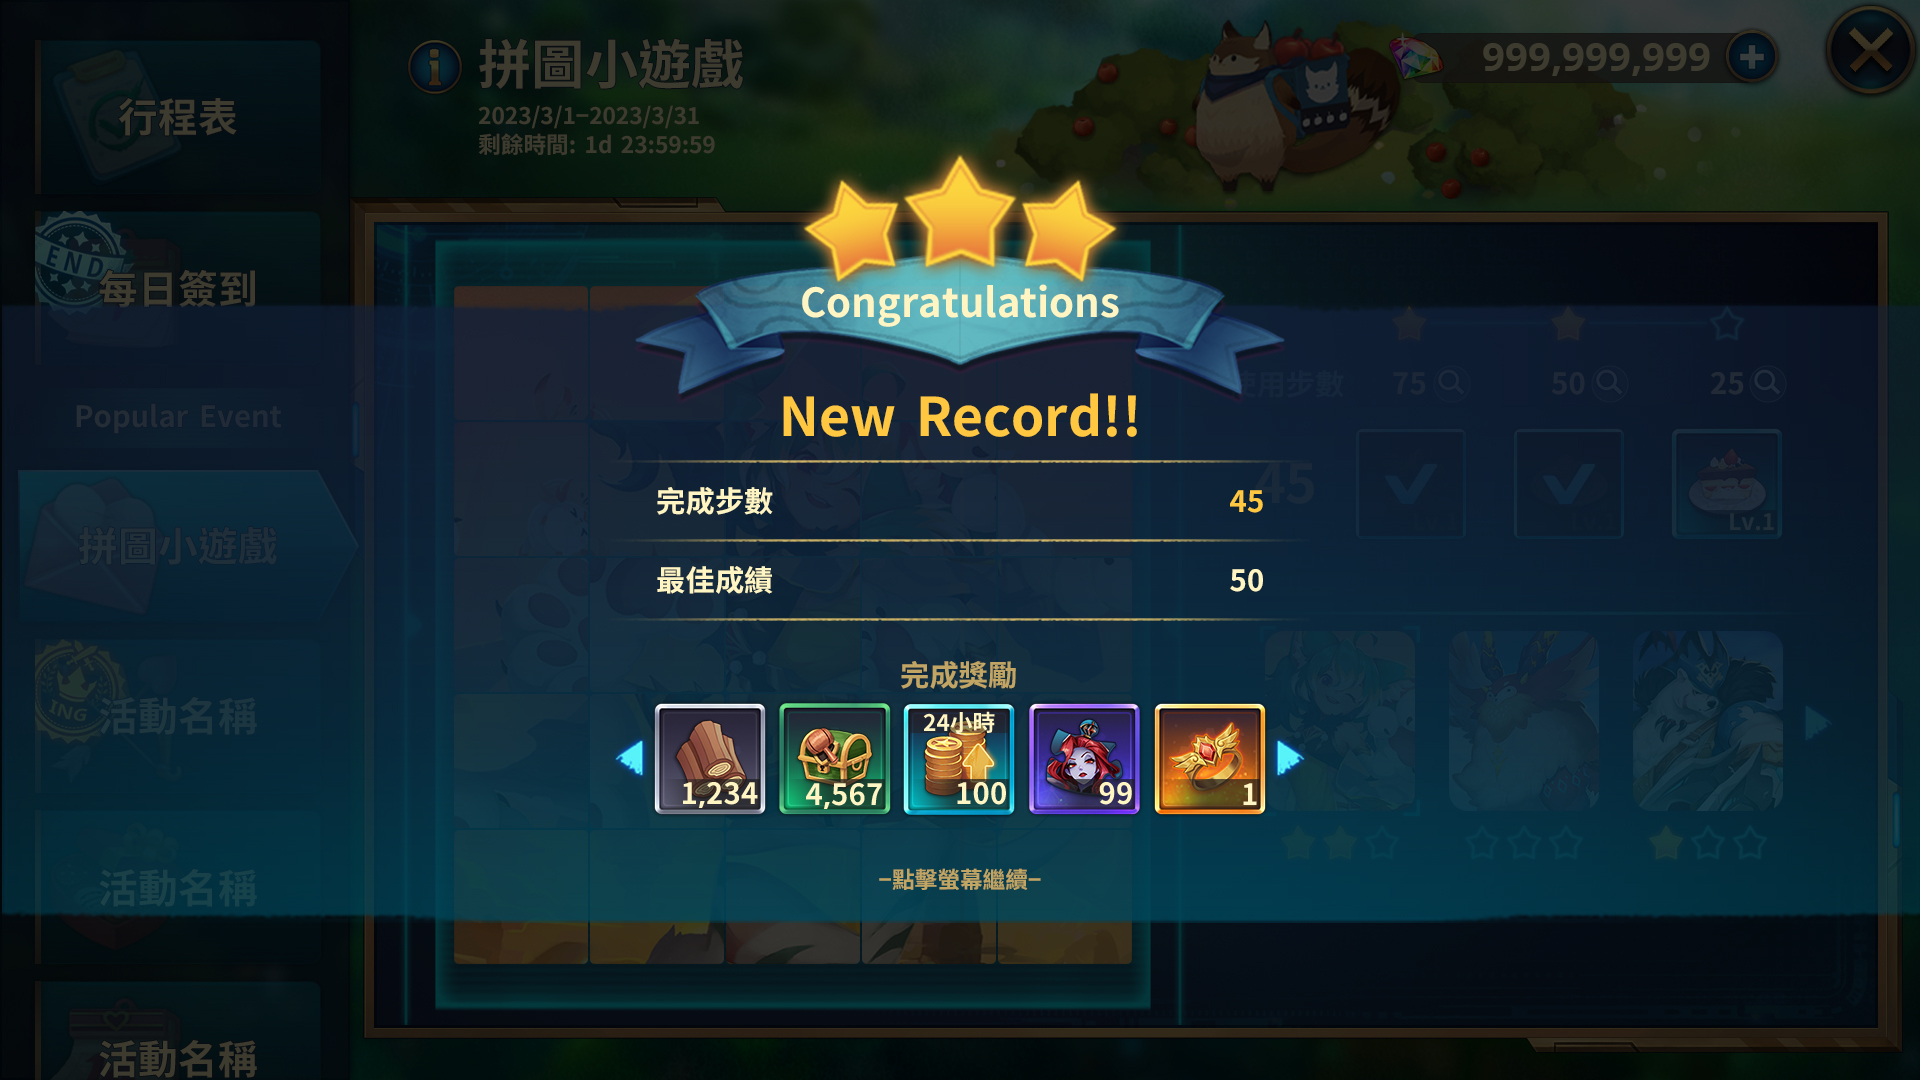 行程表
拼圖小遊戲
2023/3/1-2023/3/31
剩餘時間: 1d 23:59:59
999,999,999
END
每日簽到
Popular Event
拼圖小遊戲
ING
活動名稱
活動名稱
活動名稱
Congratulations
New Record!!
完成步數 45
最佳成績 50
完成獎勵
1,234
4,567
24小時
100
99
1
-點擊螢幕繼續-
使用步數 75 50 25
45
Lv.1
Lv.1
Lv.1